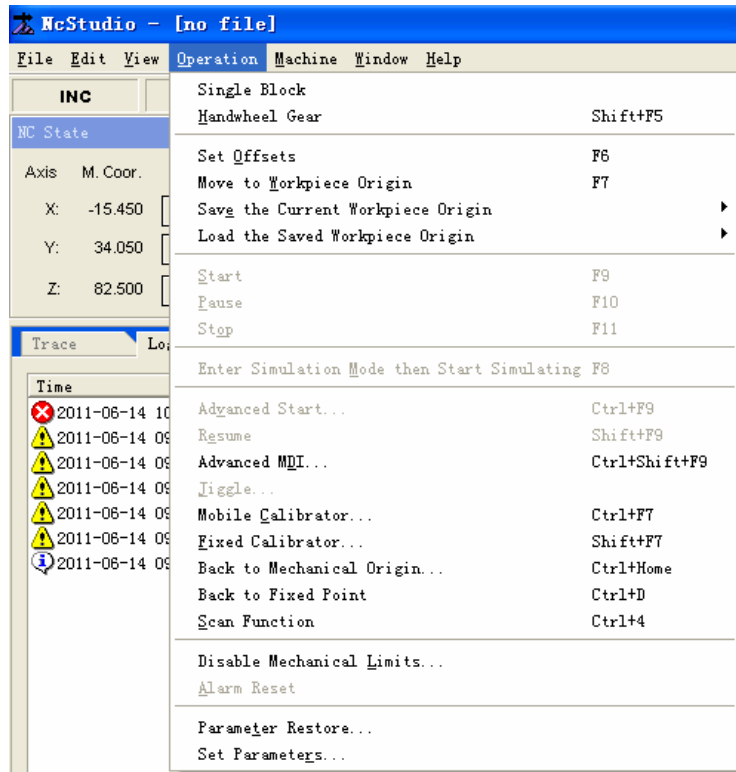 NcStudio - [no file]
File Edit View Operation Machine Window Help
INC
Single Block
Handwheel Gear Shift+F5
NC State
Set Offsets F6
Axis M. Coor.
Move to Workpiece Origin F7
X: -15.450
Save the Current Workpiece Origin
Load the Saved Workpiece Origin
Y: 34.050
Start F9
Z: 82.500
Pause F10
Stop F11
Trace
Enter Simulation Mode then Start Simulating F8
Time
Advanced Start... Ctrl+F9
2011-06-14 10
Resume Shift+F9
2011-06-14 09
Advanced MDI... Ctrl+Shift+F9
2011-06-14 09
Jiggle...
2011-06-14 09
Mobile Calibrator... Ctrl+F7
2011-06-14 09
Fixed Calibrator... Shift+F7
2011-06-14 09
Back to Mechanical Origin... Ctrl+Home
2011-06-14 09
Back to Fixed Point Ctrl+D
Scan Function Ctrl+4
Disable Mechanical Limits...
Alarm Reset
Parameter Restore...
Set Parameters...